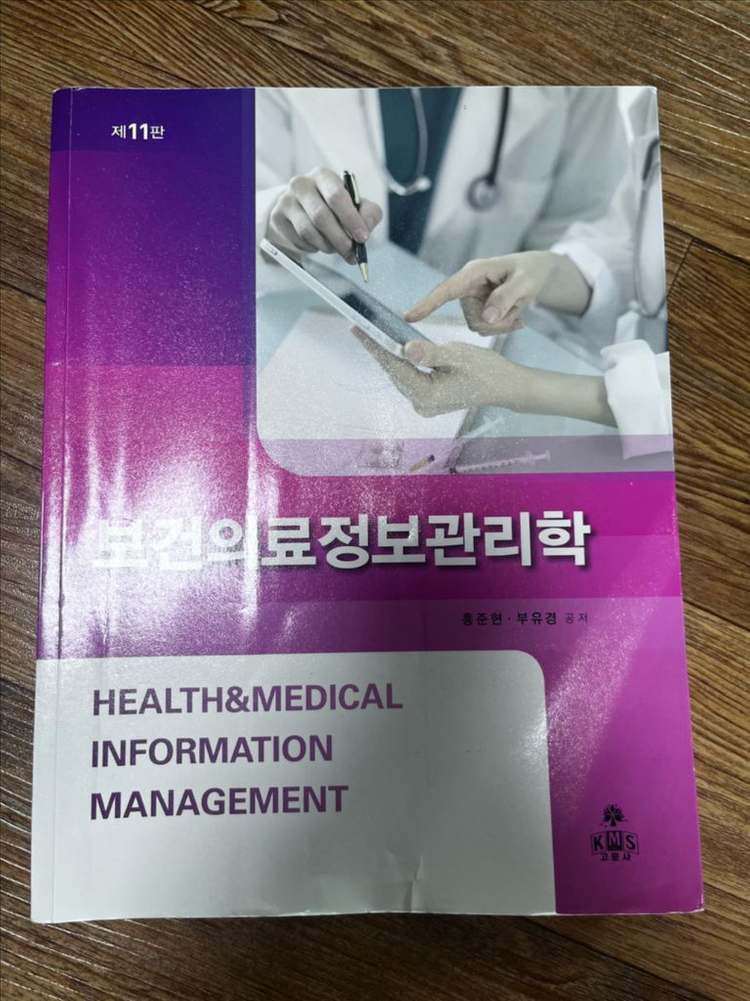 제11판
보건의료정보관리학
홍준현 · 부유경 공저
HEALTH&MEDICAL
INFORMATION
MANAGEMENT
KMS
고문사